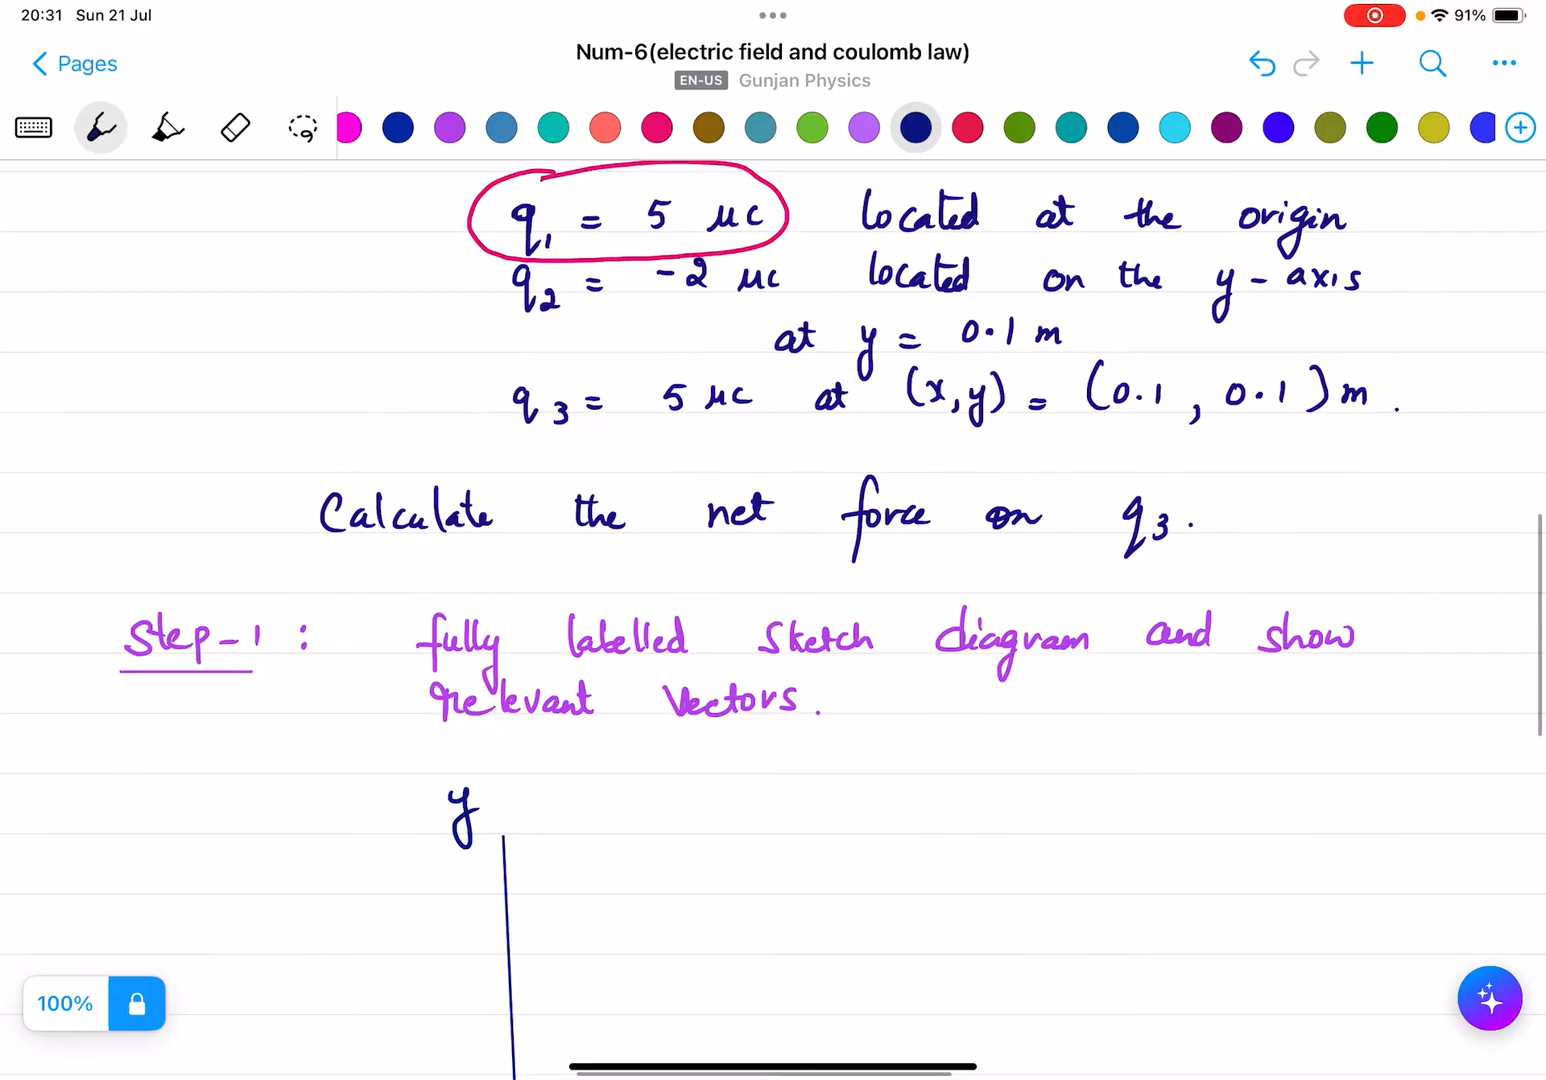 20:31 Sun 21 Jul
91%
Pages
Num-6(electric field and coulomb law)
EN-US Gunjan Physics
q1 = 5 μc located at the origin
q2 = -2 μc located on the y-axis
at y = 0.1 m
q3 = 5 μc at (x,y) = (0.1, 0.1)m.
Calculate the net force on q3.
Step-1: fully labelled sketch diagram and show
relevant vectors.
y
100%